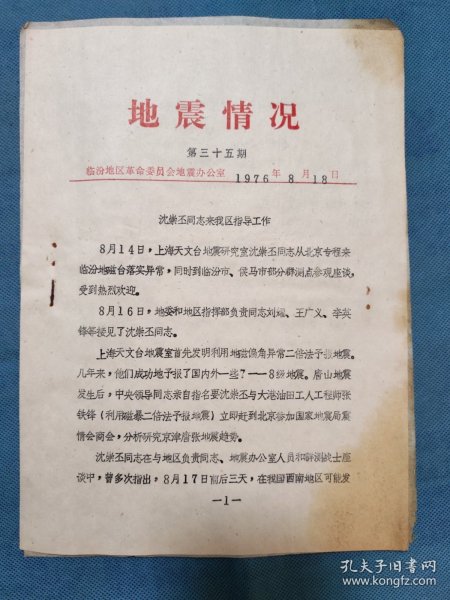 地震情况
第三十五期
临汾地区革命委员会地震办公室 1976年8月18日
沈崇丕同志来我区指导工作
8月14日，上海天文台地震研究室沈崇丕同志从北京专程来
临汾地磁台落实异常，同时到临汾市、侯马市部分群测点参观座谈，
受到热烈欢迎。
8月16日，地委和地区指挥部负责同志刘耀、王广义、李英
锋等接见了沈崇丕同志。
上海天文台地震室首先发明利用地磁偏角异常二倍法予报地震。
几年来，他们成功地予报了国内外一些7——8级地震。唐山地震
发生后，中央领导同志亲自指名要沈崇丕与大港油田工人工程师张
铁铮（利用磁暴二倍法予报地震）立即赶到北京参加国家地震局震
情会商会，分析研究京津唐张地震趋势。
沈崇丕同志在与地区负责同志、地震办公室人员和群测战士座
谈中，曾多次指出，8月17日前后三天，在我国西南地区可能发
—1—
孔夫子旧书网
www.kongfz.com